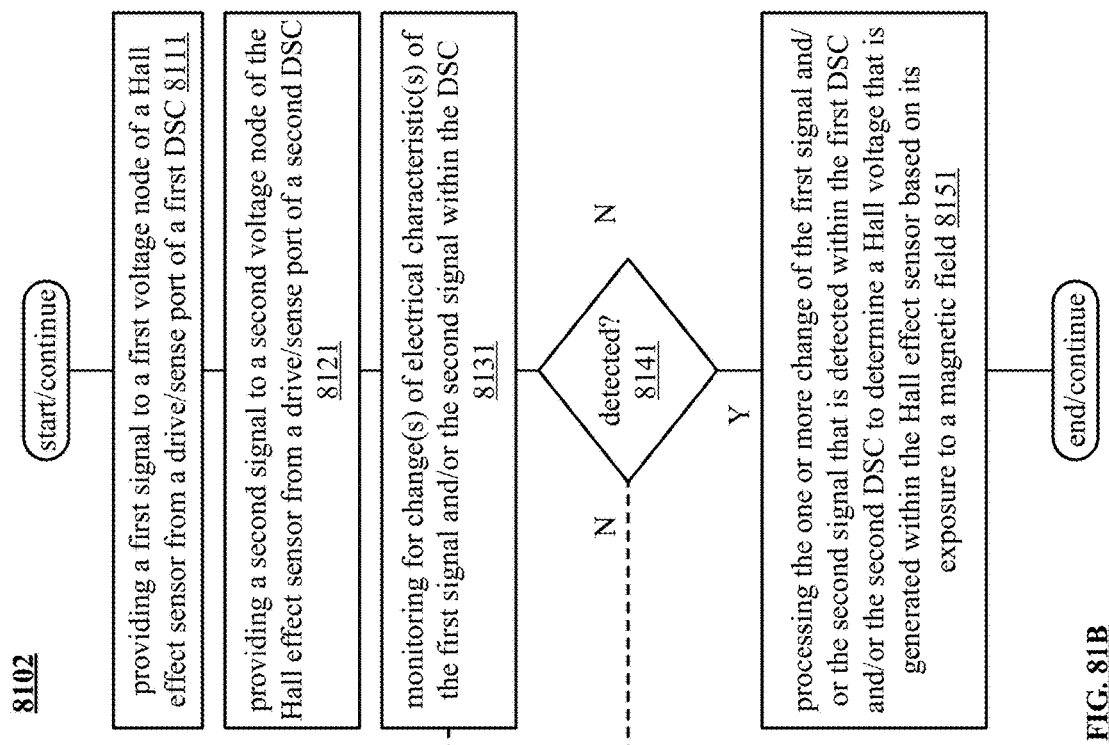 8102
start/continue
providing a first signal to a first voltage node of a Hall
effect sensor from a drive/sense port of a first DSC 8111
providing a second signal to a second voltage node of the
Hall effect sensor from a drive/sense port of a second DSC
8121
monitoring for change(s) of electrical characteristic(s) of
the first signal and/or the second signal within the DSC
8131
detected?
8141
N
N
Y
processing the one or more change of the first signal and/
or the second signal that is detected within the first DSC
and/or the second DSC to determine a Hall voltage that is
generated within the Hall effect sensor based on its
exposure to a magnetic field 8151
end/continue
FIG. 81B